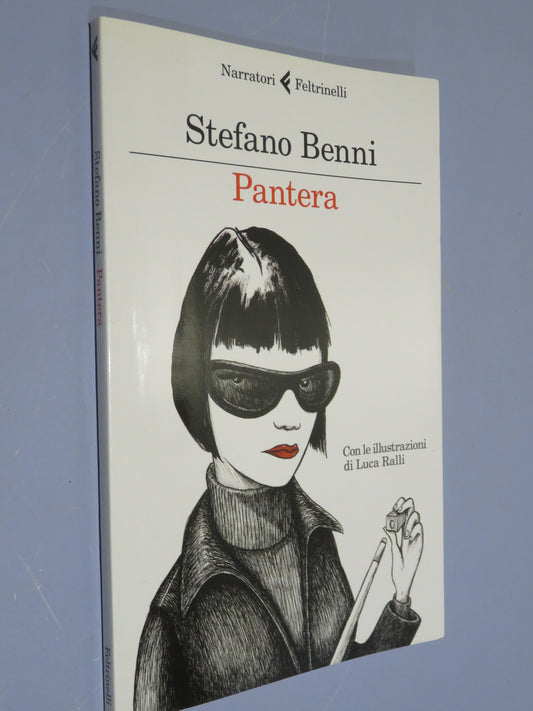 Narratori Feltrinelli
Stefano Benni
Pantera
Con le illustrazioni
di Luca Ralli
Stefano Benni Pantera
Feltrinelli